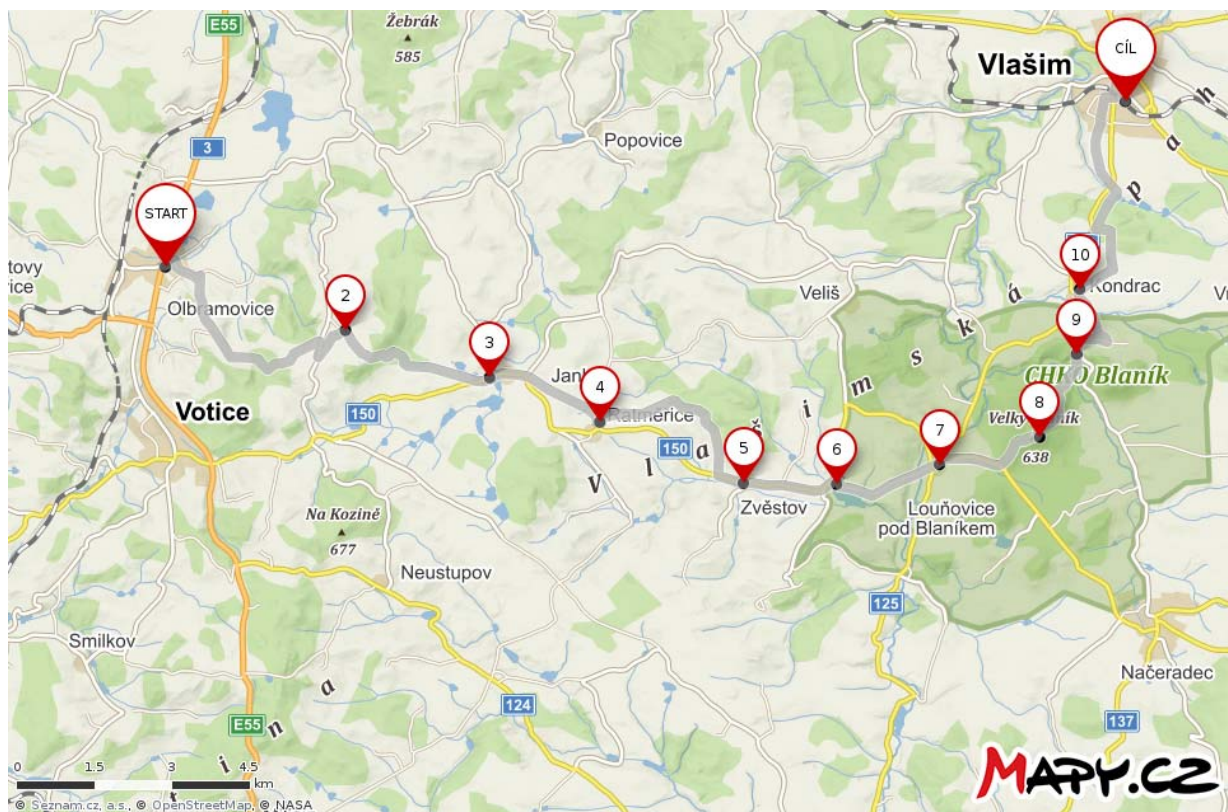 E55
Žebrák
585
Vlašim
CÍL
3
Popovice
START
10
Kondrac
Olbramovice
2
Veliš
9
3
Votice
4
CHKO Blaník
8
Ratměřice
150
7
638
150
5
6
Na Kozině
677
Zvěstov
Louňovice
pod Blaníkem
Neustupov
125
Smilkov
Načeradec
124
E55
137
0 1.5 3 4.5
km
MAPY.CZ
© Seznam.cz, a.s., © OpenStreetMap, © NASA